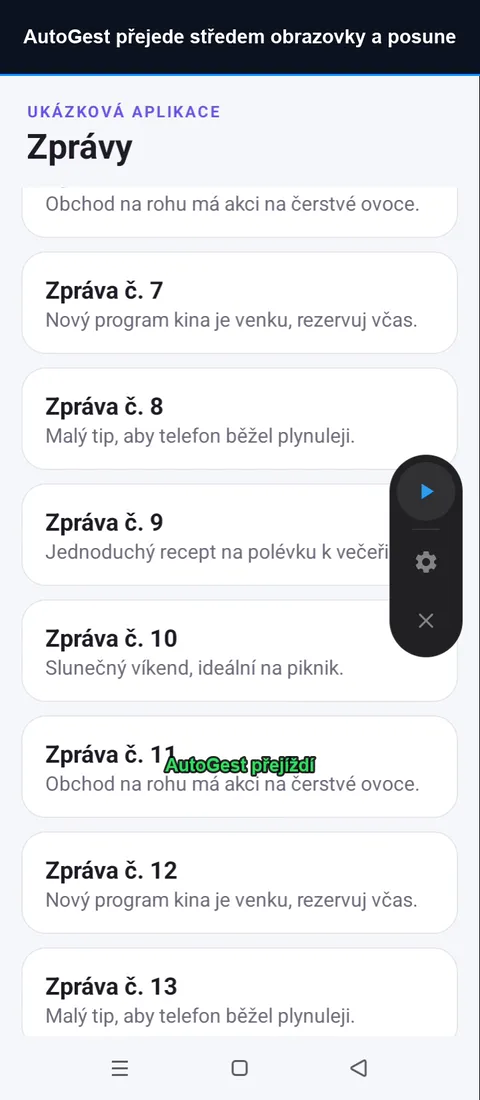 AutoGest přejede středem obrazovky a posune
UKÁZKOVÁ APLIKACE
Zprávy
Obchod na rohu má akci na čerstvé ovoce.
Zpráva č. 7
Nový program kina je venku, rezervuj včas.
Zpráva č. 8
Malý tip, aby telefon běžel plynuleji.
Zpráva č. 9
Jednoduchý recept na polévku k večeři
Zpráva č. 10
Slunečný víkend, ideální na piknik.
Zpráva č. 11
AutoGest přejíždí
Obchod na rohu má akci na čerstvé ovoce.
Zpráva č. 12
Nový program kina je venku, rezervuj včas.
Zpráva č. 13
Malý tip, aby telefon běžel plynuleji.